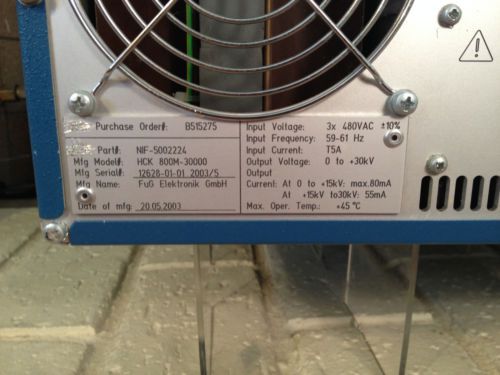 Purchase Order#: B515275
Part#: NIF-5002224
Mfg Model#: HCK 800M-30000
Mfg Serial#: 12628-01-01 2003/5
Mfg Name: FuG Elektronik GmbH
Date of mfg: 20.05.2003
Input Voltage: 3x 480VAC ±10%
Input Frequency: 59-61 Hz
Input Current: T5A
Output Voltage: 0 to +30kV
Output
Current: At 0 to +15kV: max.80mA
At +15kV to30kV: 55mA
Max. Oper. Temp.: +45°C